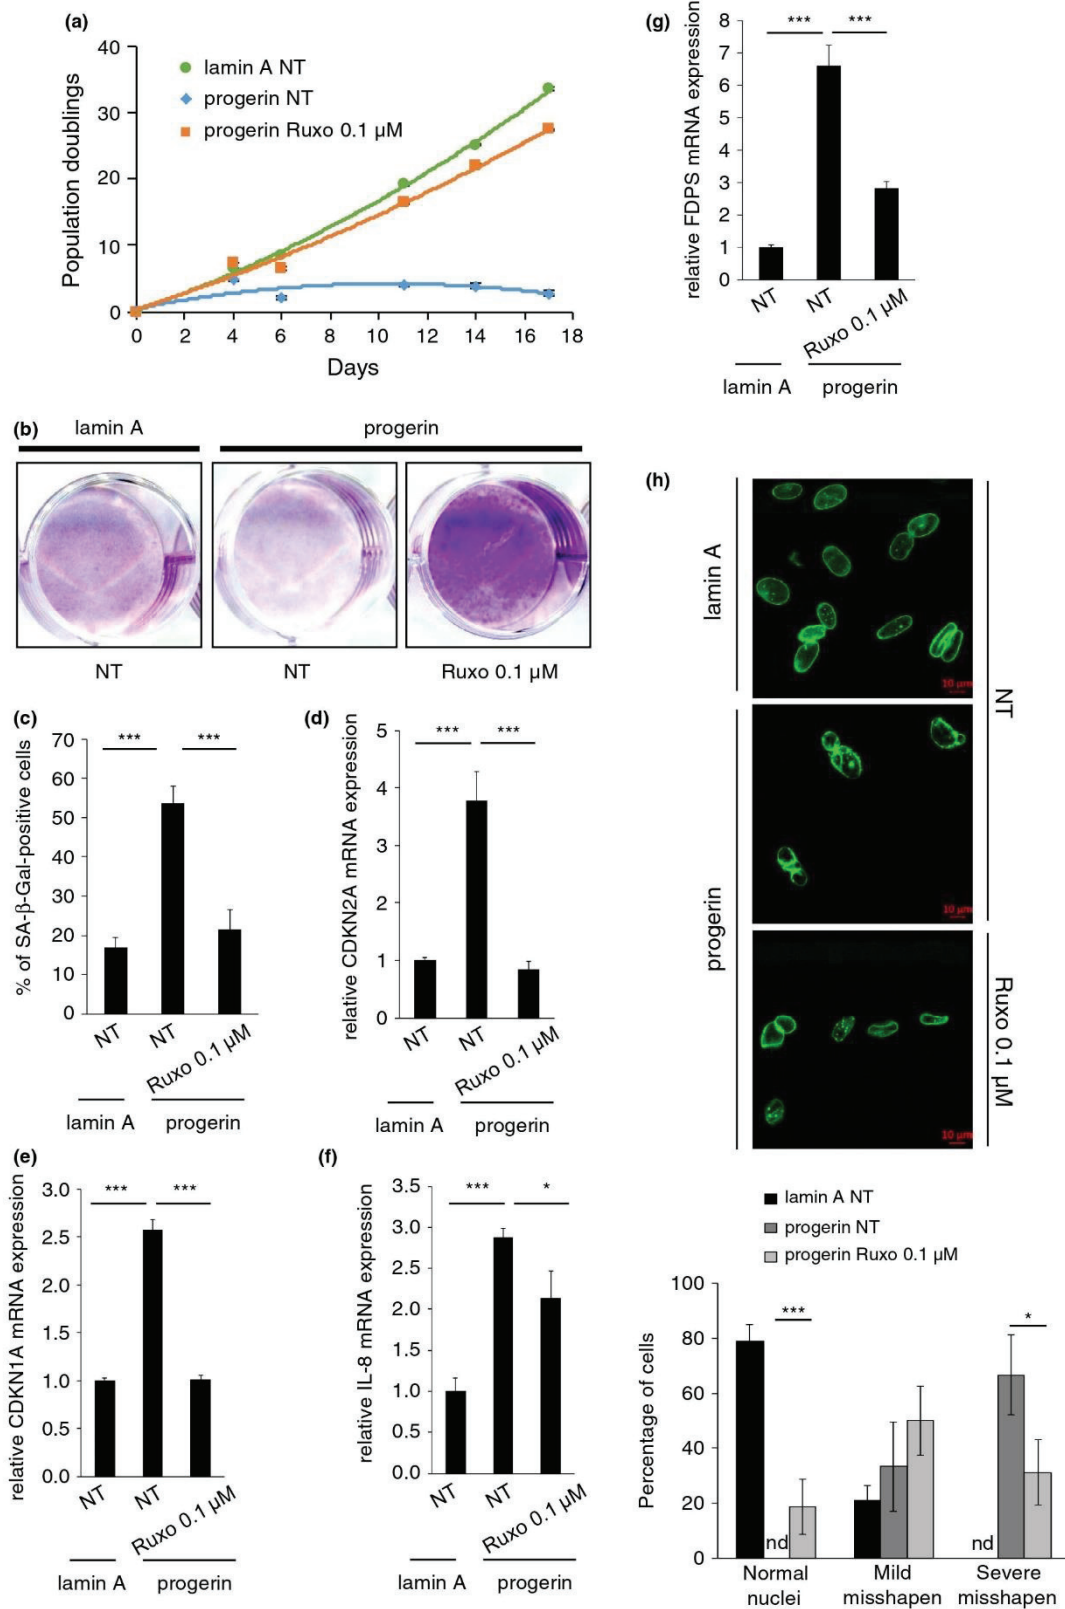 (a)
Population doublings
40
30
20
10
0
lamin A NT
progerin NT
progerin Ruxo 0.1 µM
0 2 4 6 8 10 12 14 16 18
Days
(b)
lamin A
progerin
NT
NT
Ruxo 0.1 µM
(c)
% of SA-β-Gal-positive cells
70
60
50
40
30
20
10
0
***
***
NT
NT
Ruxo 0.1 µM
lamin A
progerin
(d)
relative CDKN2A mRNA expression
5
4
3
2
1
0
***
***
NT
NT
Ruxo 0.1 µM
lamin A
progerin
(e)
relative CDKN1A mRNA expression
3.0
2.5
2.0
1.5
1.0
0.5
0.0
***
***
NT
NT
Ruxo 0.1 µM
lamin A
progerin
(f)
relative IL-8 mRNA expression
3.5
3.0
2.5
2.0
1.5
1.0
0.5
0.0
***
*
NT
NT
Ruxo 0.1 µM
lamin A
progerin
(g)
relative FDPS mRNA expression
8
7
6
5
4
3
2
1
0
***
***
NT
NT
Ruxo 0.1 µM
lamin A
progerin
(h)
lamin A
progerin
NT
Ruxo 0.1 µM
10 µm
10 µm
10 µm
lamin A NT
progerin NT
progerin Ruxo 0.1 µM
Percentage of cells
100
80
60
40
20
0
***
*
nd
nd
Normal
nuclei
Mild
misshapen
Severe
misshapen